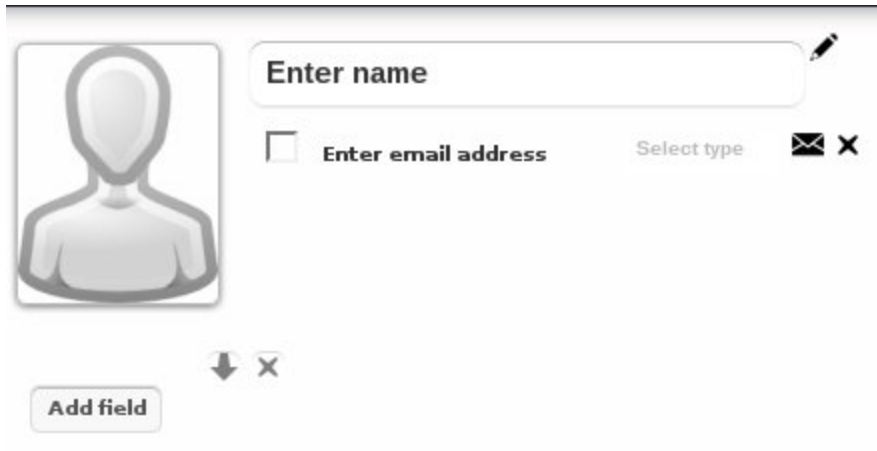 Enter name
Enter email address
Select type
Add field